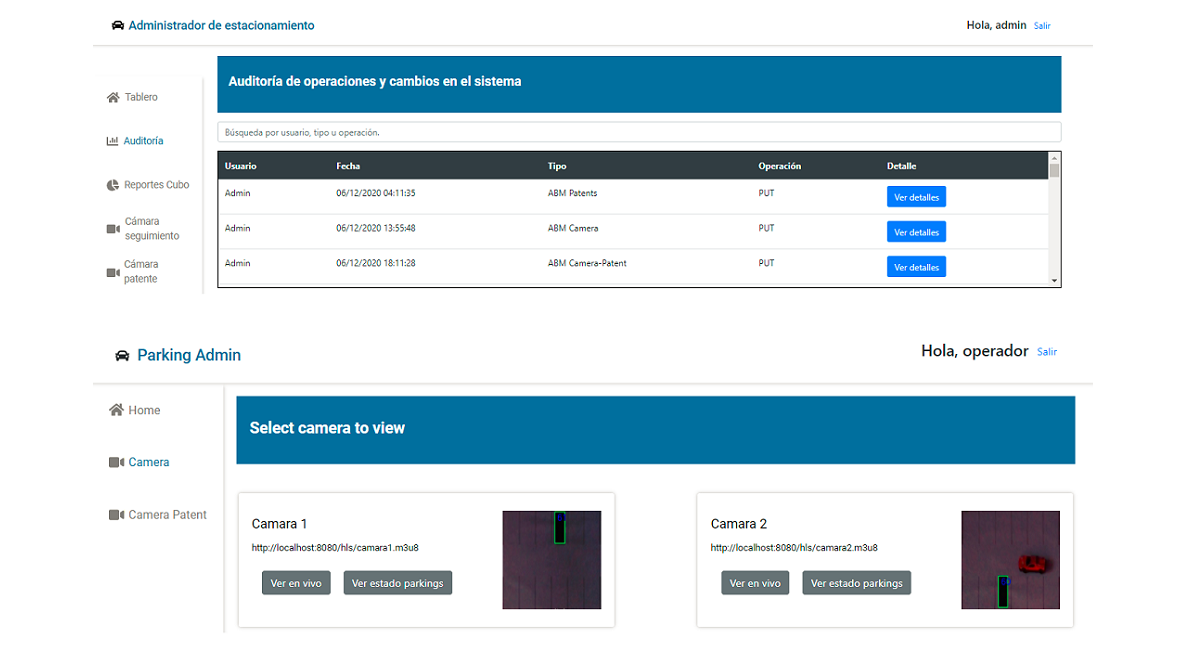 Administrador de estacionamiento
Hola, admin Salir
Auditoría de operaciones y cambios en el sistema
Tablero
Auditoría
Reportes Cubo
Cámara
seguimiento
Cámara
patente
Búsqueda por usuario, tipo u operación.
Usuario Fecha Tipo Operación Detalle
Admin 06/12/2020 04:11:35 ABM Patents PUT Ver detalles
Admin 06/12/2020 13:55:48 ABM Camera PUT Ver detalles
Admin 06/12/2020 18:11:28 ABM Camera-Patent PUT Ver detalles
Parking Admin
Hola, operador Salir
Home
Camera
Camera Patent
Select camera to view
Camara 1
http://localhost:8080/hls/camara1.m3u8
Ver en vivo Ver estado parkings
Camara 2
http://localhost:8080/hls/camara2.m3u8
Ver en vivo Ver estado parkings